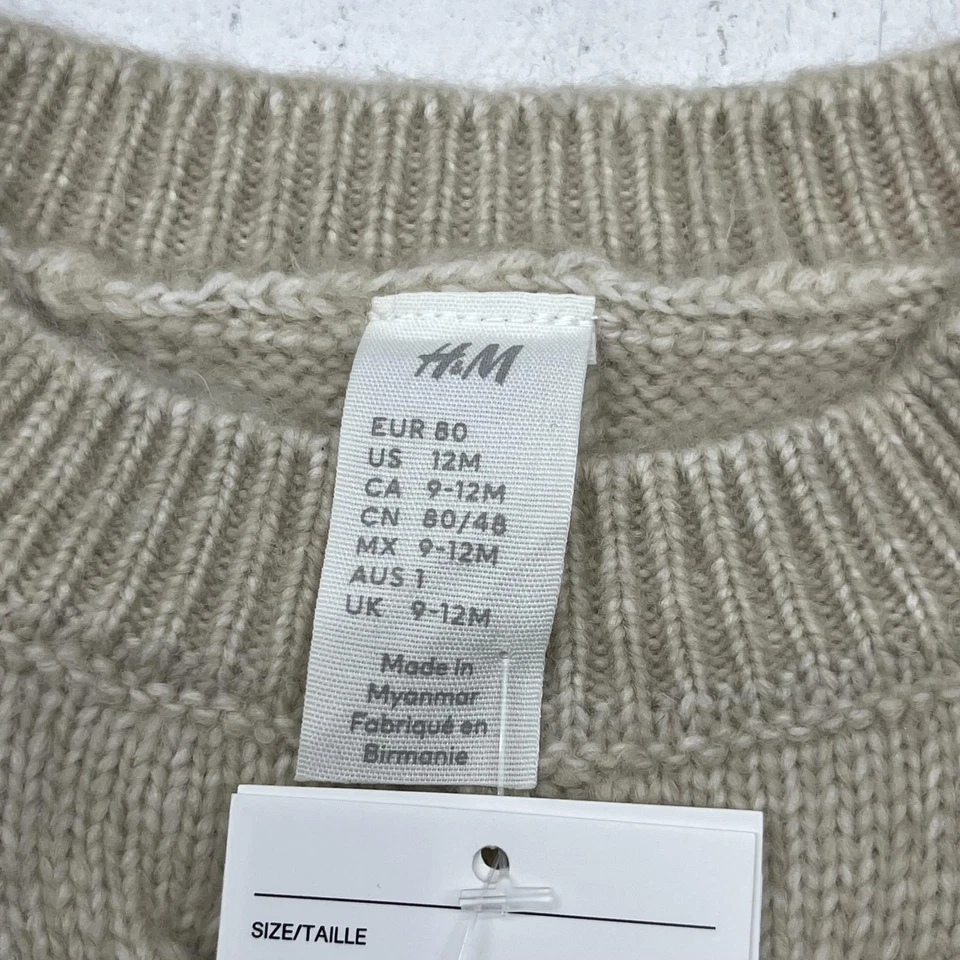 H&M
EUR 80
US 12M
CA 9-12M
CN 80/48
MX 9-12M
AUS 1
UK 9-12M
Made in
Myanmar
Fabriqué en
Birmanie
SIZE/TAILLE